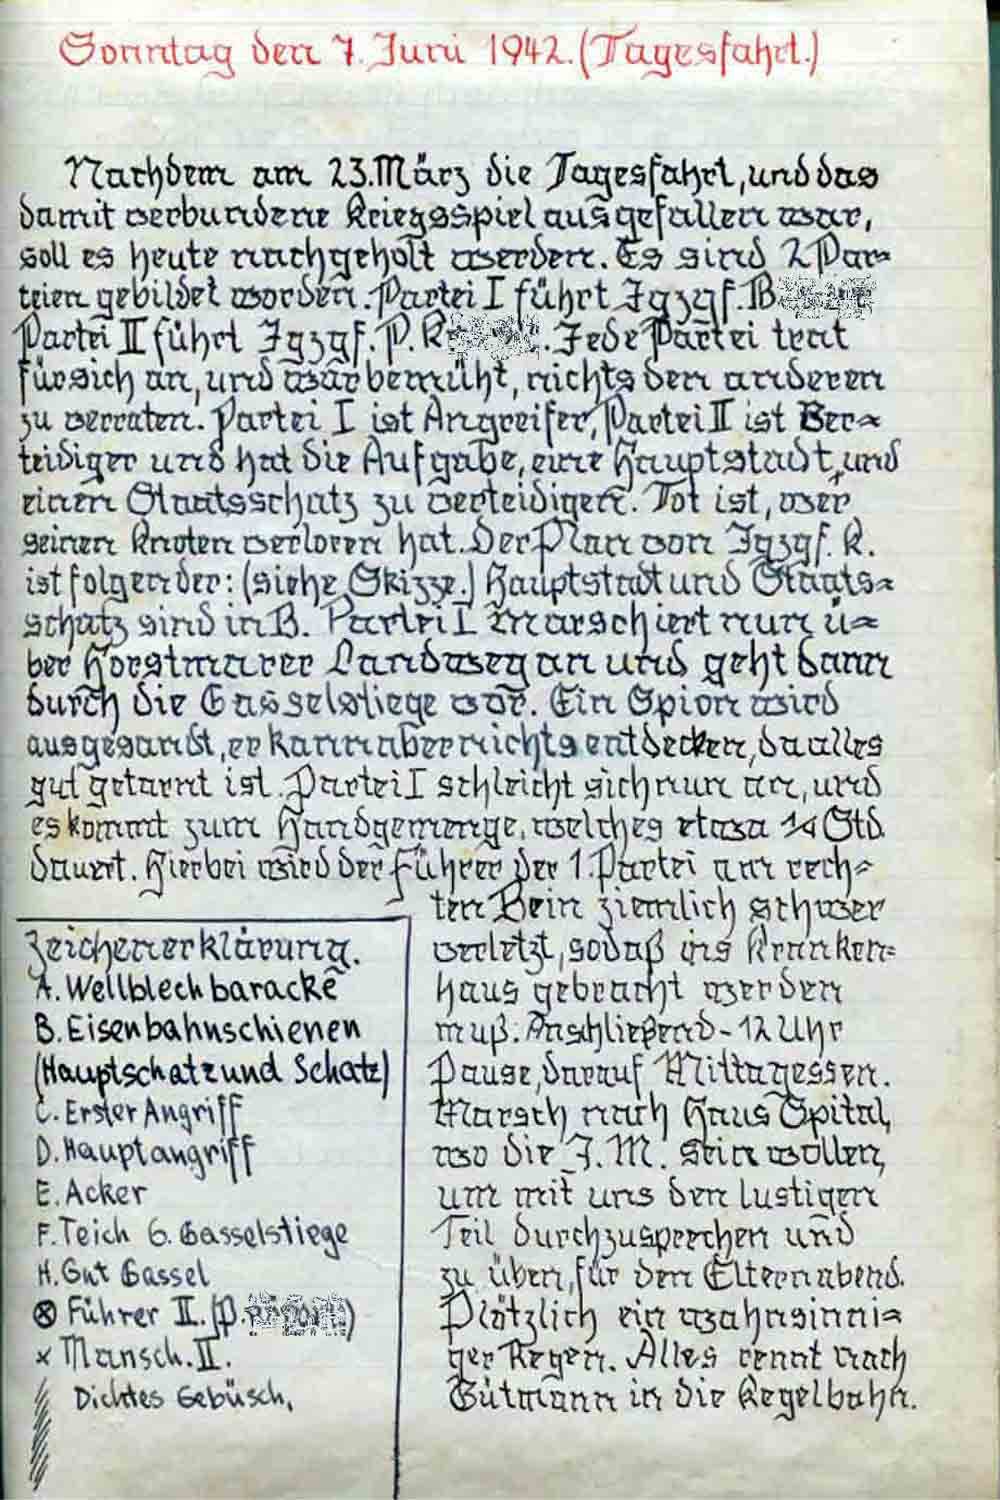 Sonntag den 7. Juni 1942. (Tagesfahrt.)
Nachdem am 23. März die Tagesfahrt, und das
damit verbundene Kriegsspiel ausgefallen war,
soll es heute nachgeholt werden. Es sind 2 Par=
teien gebildet worden. Partei I führt Jgzgf. B
Partei II führt Jgzgf. P. K . Jede Partei tent
für sich an, und war bemüht, nichts den anderen
zu verraten. Partei I ist Angreifer, Partei II ist Ver=
teidiger und hat die Aufgabe, eine Hauptstadt, und
einen Staatsschatz zu verteidigen. Tot ist, wer
seinen Knoten verloren hat. Der Plan von Jgzgf. K.
ist folgender: (siehe Skizze.) Hauptstadt und Staats=
schatz sind in B. Partei I marschiert nun ü=
ber Horstmarer Landweg an und geht dann
durch die Gasselstiege vor. Ein Spion wird
ausgesandt, er kann aber nichts entdecken, da alles
gut getarnt ist. Partei I schleicht sich nun an, und
es kommt zum Handgemenge, welches etwa 1/4 Std.
dauert. Hierbei wird der Führer der 1. Partei am rech=
ten Bein ziemlich schwer
verletzt, sodaß ins Kranken=
haus gebracht werden
muß. Anschließend - 12 Uhr
Pause, darauf Mittagessen.
Marsch nach Haus Spital,
wo die J.M. sein wollen,
um mit uns den lustigen
Teil durchzusprechen und
zu üben, für den Elternabend.
Plötzlich ein wahnsinni=
ger Regen. Alles rennt nach
Gütmann in die Kegelbahn.
Zeichenerklärung.
A. Wellblechbaracke
B. Eisenbahnschienen
(Hauptschatz und Schatz)
C. Erster Angriff
D. Hauptangriff
E. Acker
F. Teich G. Gasselstiege
H. Gut Gassel
⊗ Führer II. (P. )
x Mansch. II.
Dichtes Gebüsch,